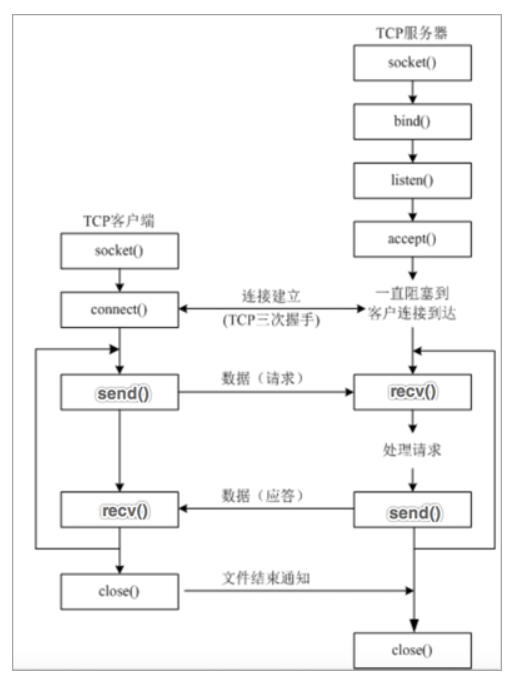 TCP服务器
socket()
bind()
listen()
accept()
一直阻塞到
客户连接到达
TCP客户端
socket()
connect()
连接建立
(TCP三次握手)
send()
数据（请求）
recv()
处理请求
recv()
数据（应答）
send()
close()
文件结束通知
close()